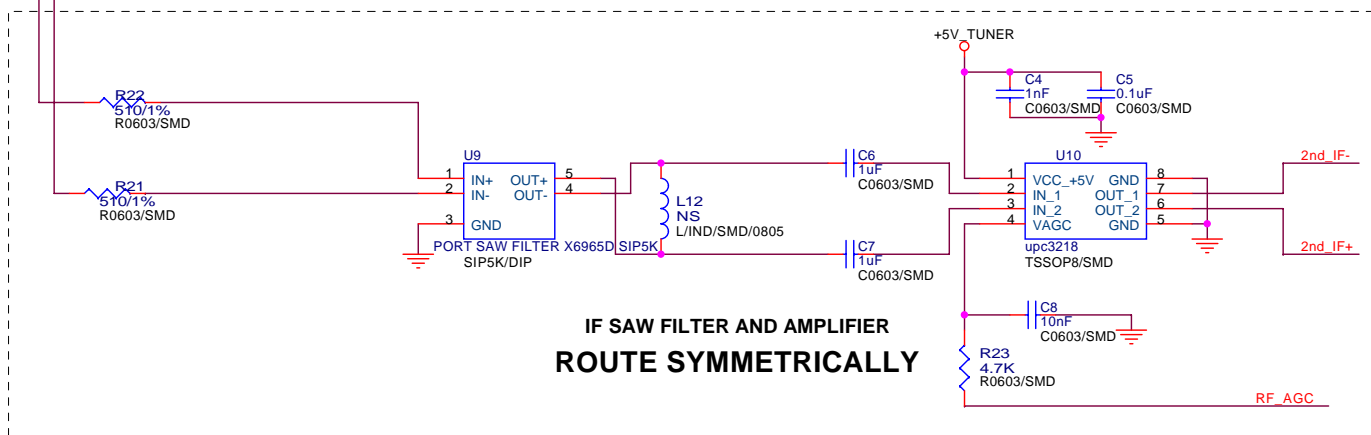 +5V_TUNER
C4
1nF
C0603/SMD
C5
0.1uF
C0603/SMD
R22
510/1%
R0603/SMD
R21
510/1%
R0603/SMD
U9
1
2
3
IN+
IN-
GND
OUT+
OUT-
5
4
PORT SAW FILTER X6965D SIP5K
SIP5K/DIP
L12
NS
L/IND/SMD/0805
C6
1uF
C0603/SMD
C7
1uF
C0603/SMD
U10
1
2
3
4
VCC_+5V
IN_1
IN_2
VAGC
GND
OUT_1
OUT_2
GND
8
7
6
5
upc3218
TSSOP8/SMD
2nd_IF-
2nd_IF+
C8
10nF
C0603/SMD
R23
4.7K
R0603/SMD
RF_AGC
IF SAW FILTER AND AMPLIFIER
ROUTE SYMMETRICALLY